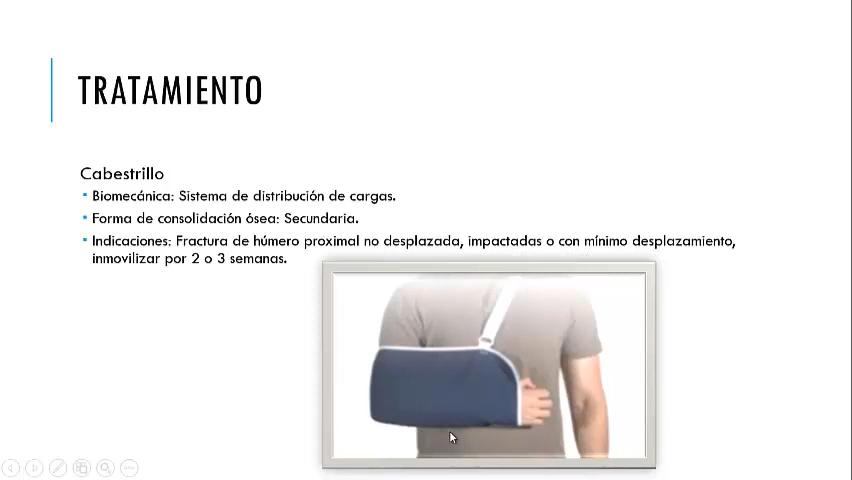 TRATAMIENTO
Cabestrillo
Biomecánica: Sistema de distribución de cargas.
Forma de consolidación ósea: Secundaria.
Indicaciones: Fractura de húmero proximal no desplazada, impactadas o con mínimo desplazamiento,
inmovilizar por 2 o 3 semanas.